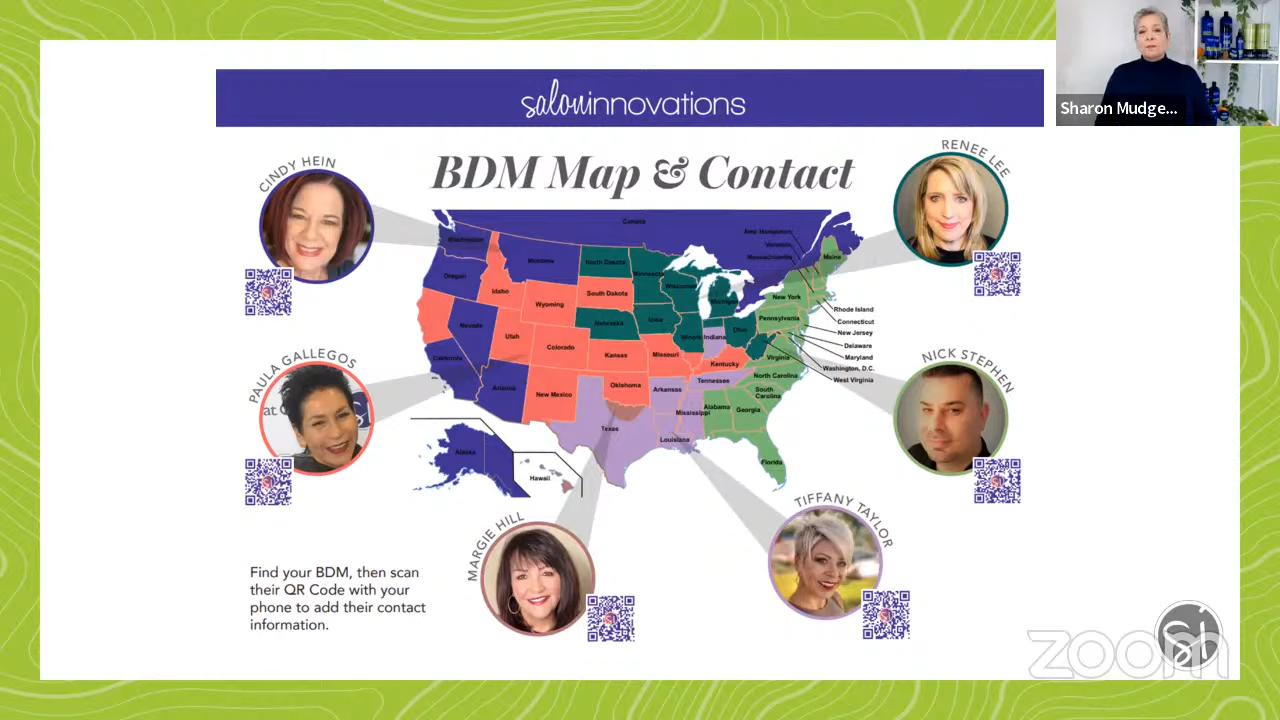 saloninnovations
Sharon Mudge...
BDM Map & Contact
CINDY HEIN
RENEE LEE
PAULA GALLEGOS
at
NICK STEPHEN
MARGIE HILL
TIFFANY TAYLOR
Canada
Washington
Oregon
Montana
Idaho
Wyoming
Nevada
Utah
Colorado
California
Arizona
New Mexico
North Dakota
South Dakota
Nebraska
Kansas
Oklahoma
Texas
Minnesota
Iowa
Missouri
Arkansas
Louisiana
Wisconsin
Illinois
Michigan
Indiana
Ohio
Kentucky
Tennessee
Mississippi
Alabama
Georgia
Florida
South
Carolina
North Carolina
Virginia
Pennsylvania
New York
Vermont
Massachusetts
Maine
Rhode Island
Connecticut
New Jersey
Delaware
Maryland
Washington, D.C.
West Virginia
Alaska
Hawaii
Find your BDM, then scan
their QR Code with your
phone to add their contact
information.
si
zoom